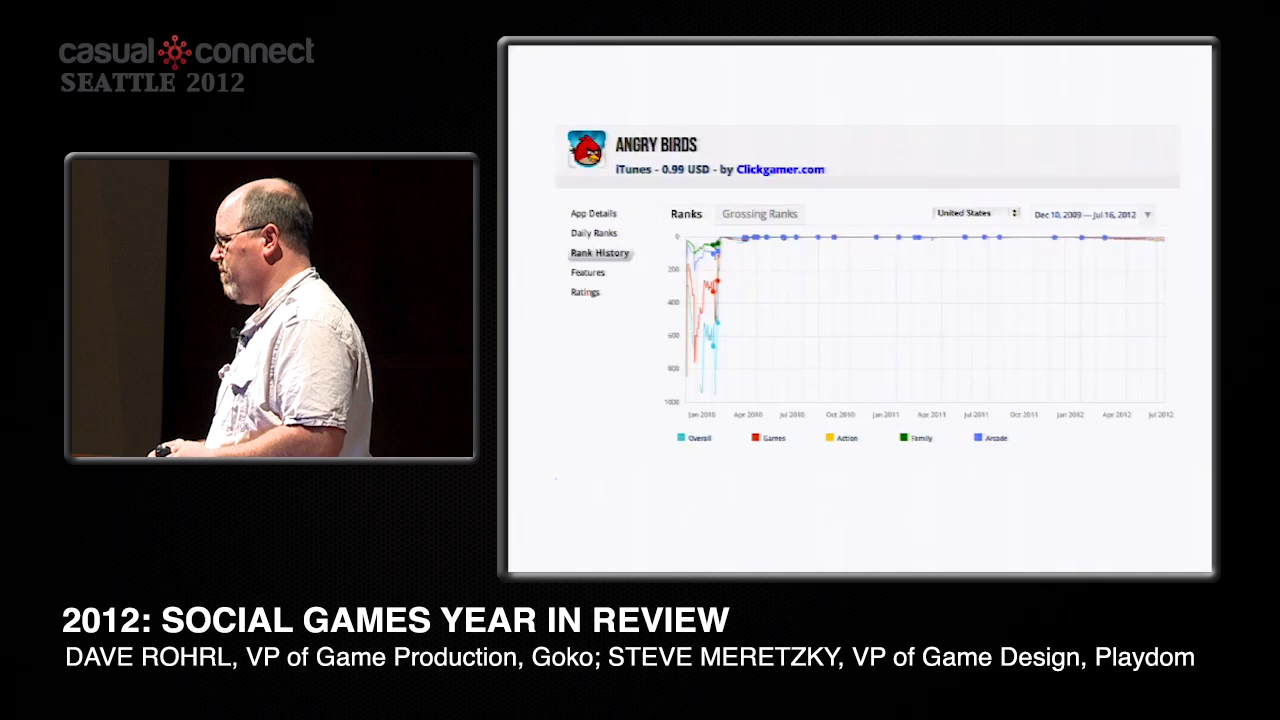 casual connect
SEATTLE 2012
ANGRY BIRDS
iTunes - 0.99 USD - by Clickgamer.com
App Details
Daily Ranks
Rank History
Features
Ratings
Ranks Grossing Ranks United States Dec 10, 2009 — Jul 16, 2012
0
200
400
600
800
1000
Jan 2010 Apr 2010 Jul 2010 Oct 2010 Jan 2011 Apr 2011 Jul 2011 Oct 2011 Jan 2012 Apr 2012 Jul 2012
Overall Games Action Family Arcade
2012: SOCIAL GAMES YEAR IN REVIEW
DAVE ROHRL, VP of Game Production, Goko; STEVE MERETZKY, VP of Game Design, Playdom